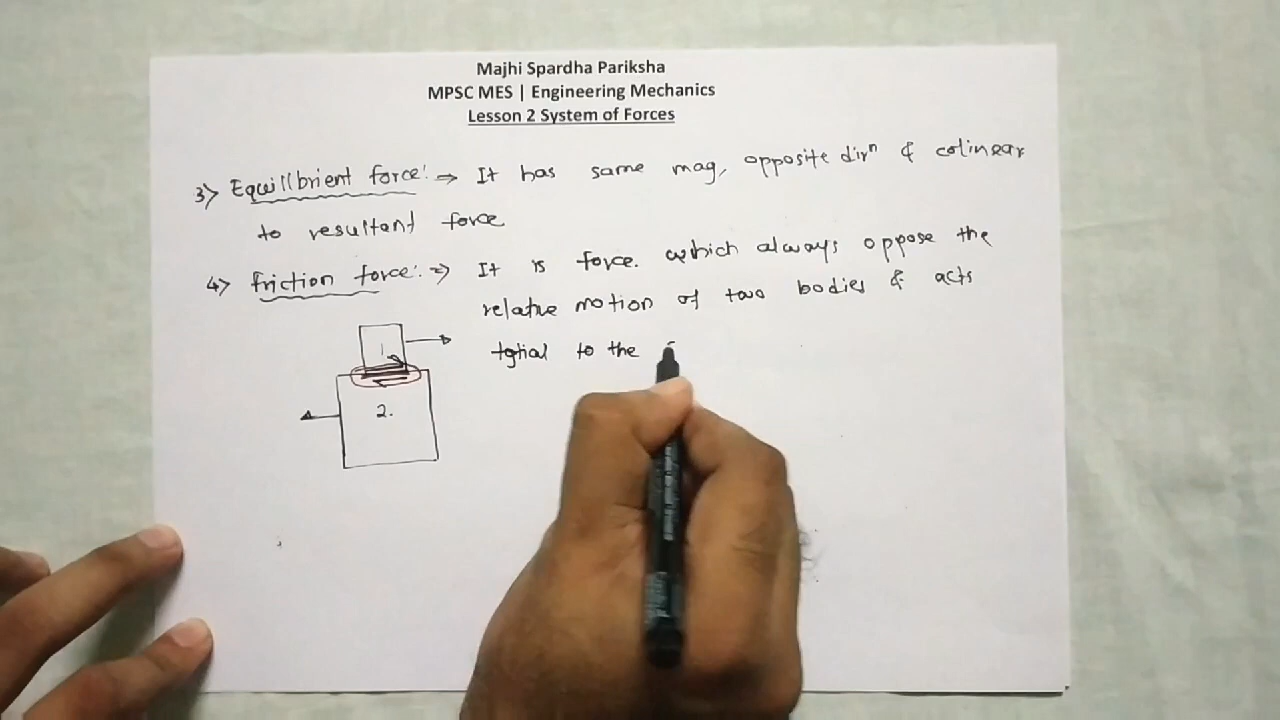 Majhi Spardha Pariksha
MPSC MES | Engineering Mechanics
Lesson 2 System of Forces
3) Equillbrient force :→ It has same mag, opposite dirⁿ & colinear
to resultant force
4) friction force :⇒ It is force. which always oppose the
relative motion of two bodies & acts
tgtial to the
1
2.